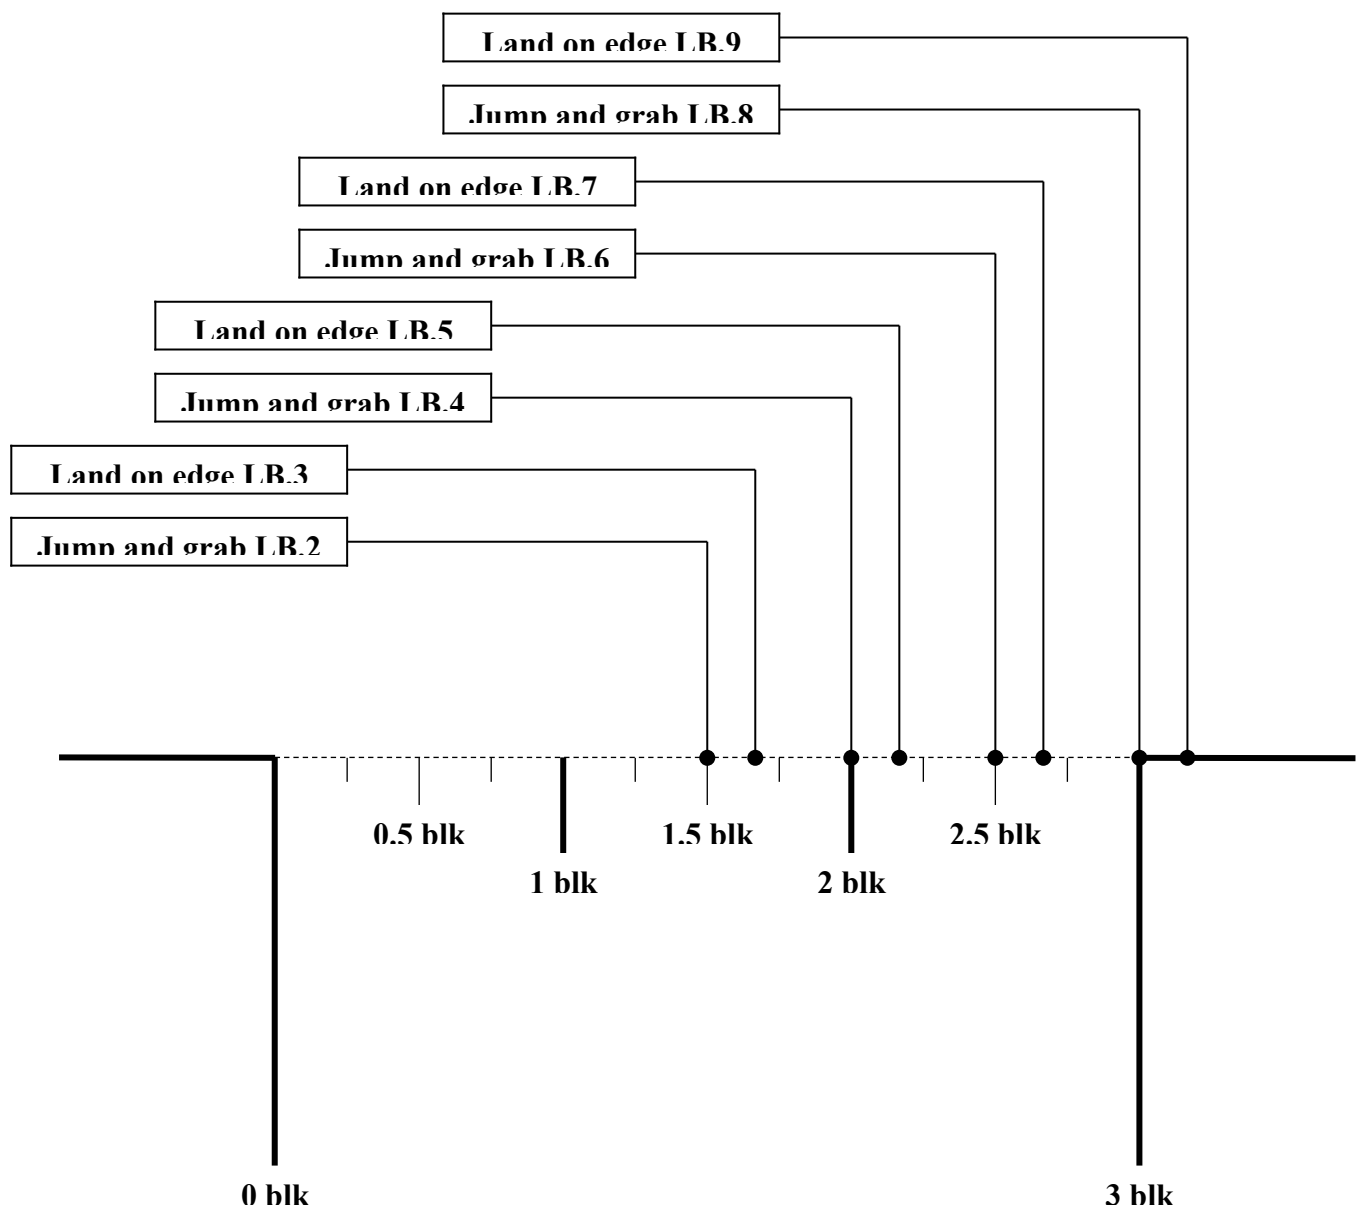 Land on edge LB.9
Jump and grab LB.8
Land on edge LB.7
Jump and grab LB.6
Land on edge LB.5
Jump and grab LB.4
Land on edge LB.3
Jump and grab LB.2
0.5 blk
1.5 blk
2.5 blk
1 blk
2 blk
0 blk
3 blk